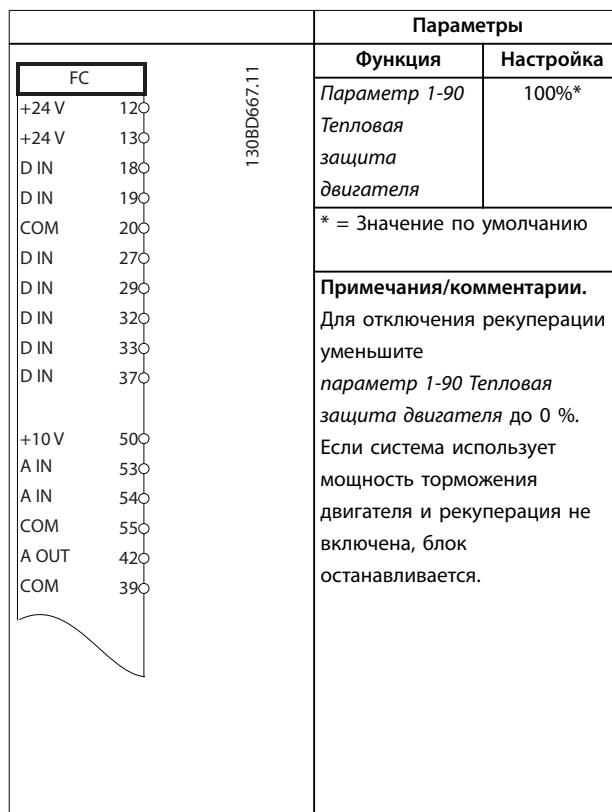 FC
+24 V 12
+24 V 13
D IN 18
D IN 19
COM 20
D IN 27
D IN 29
D IN 32
D IN 33
D IN 37
+10 V 50
A IN 53
A IN 54
COM 55
A OUT 42
COM 39
130BD667.11
Параметры
Функция Настройка
Параметр 1-90 100%*
Тепловая
защита
двигателя
* = Значение по умолчанию
Примечания/комментарии.
Для отключения рекуперации
уменьшите
параметр 1-90 Тепловая
защита двигателя до 0 %.
Если система использует
мощность торможения
двигателя и рекуперация не
включена, блок
останавливается.